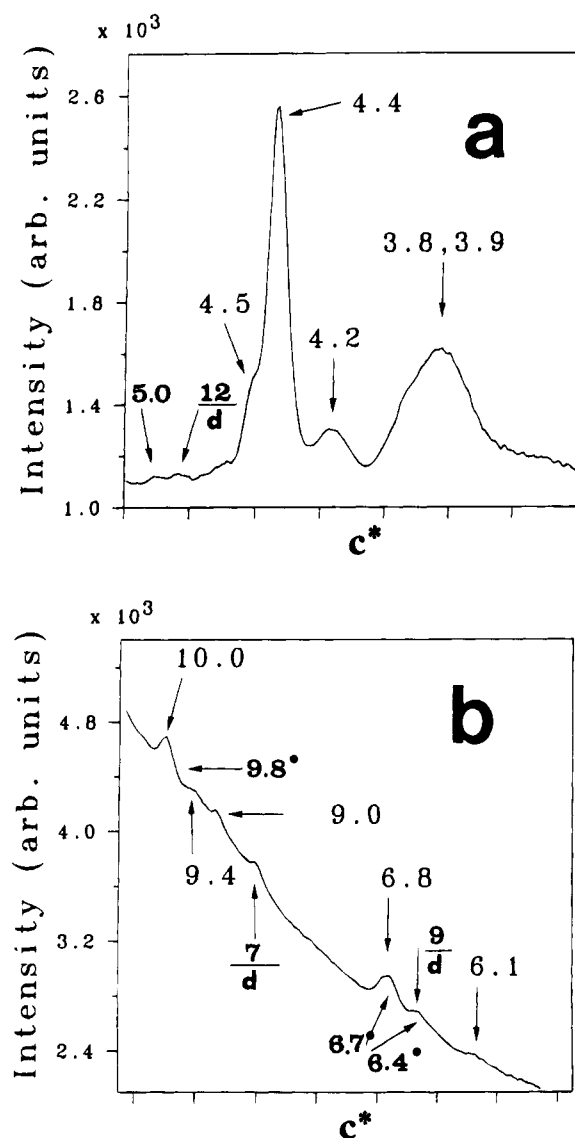 x 10³
Intensity (arb. units)
2.6
2.2
1.8
1.4
1.0
a
4.4
3.8,3.9
4.5
4.2
5.0
12/d
c*
x 10³
Intensity (arb. units)
4.8
4.0
3.2
2.4
b
10.0
9.8•
9.0
9.4
7/d
6.8
9/d
6.1
6.7•
6.4•
c*